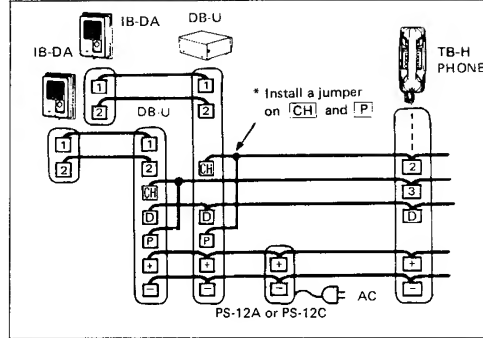 IB-DA
DB-U
IB-DA
TB-H
PHONE
DB-U
* Install a jumper
on CH and P
1
1
2
2
1
1
2
2
CH
2
CH
3
D
D
D
P
P
+
+
+
+
-
-
-
-
AC
PS-12A or PS-12C